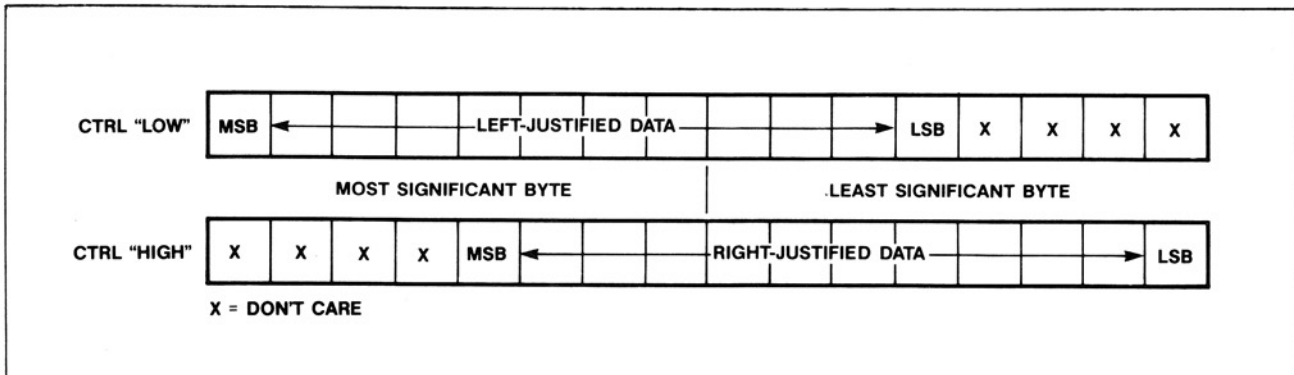 CTRL "LOW" MSB LEFT-JUSTIFIED DATA LSB X X X X
MOST SIGNIFICANT BYTE LEAST SIGNIFICANT BYTE
CTRL "HIGH" X X X X MSB RIGHT-JUSTIFIED DATA LSB
X = DON'T CARE